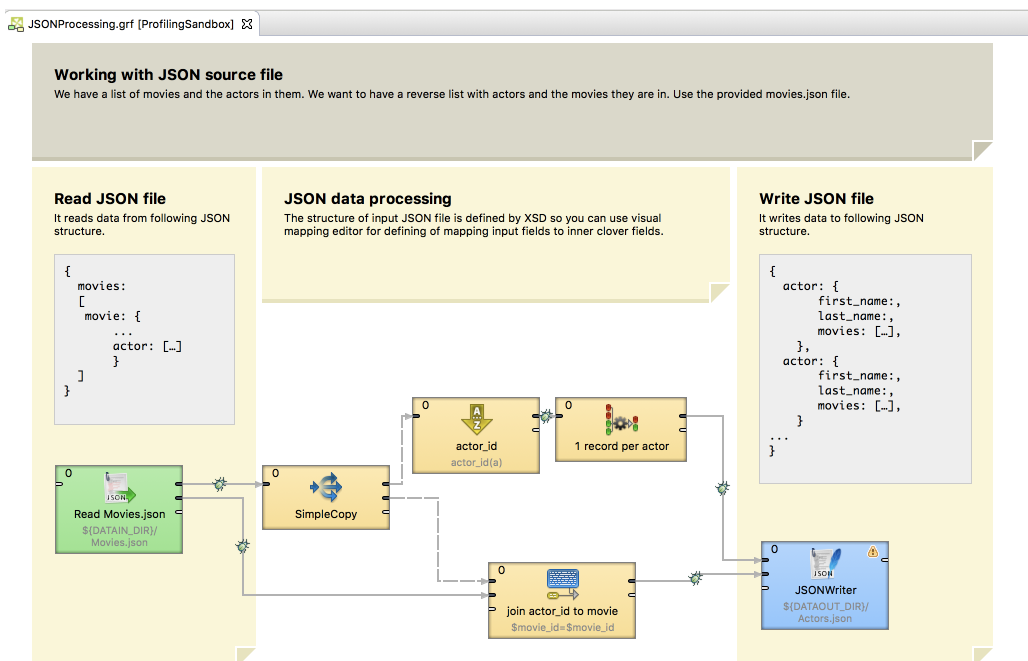 JSONProcessing.grf [ProfilingSandbox]
Working with JSON source file
We have a list of movies and the actors in them. We want to have a reverse list with actors and the movies they are in. Use the provided movies.json file.
Read JSON file
It reads data from following JSON
structure.
{
movies:
[
movie: {
...
actor: […]
}
]
}
JSON data processing
The structure of input JSON file is defined by XSD so you can use visual
mapping editor for defining of mapping input fields to inner clover fields.
Write JSON file
It writes data to following JSON
structure.
{
actor: {
first_name:,
last_name:,
movies: […],
},
actor: {
first_name:,
last_name:,
movies: […],
}
...
}
0
JSON
Read Movies.json
${DATAIN_DIR}/
Movies.json
0
SimpleCopy
0
A
Z
actor_id
actor_id(a)
0
1 record per actor
0
join actor_id to movie
$movie_id=$movie_id
0
JSON
JSONWriter
${DATAOUT_DIR}/
Actors.json